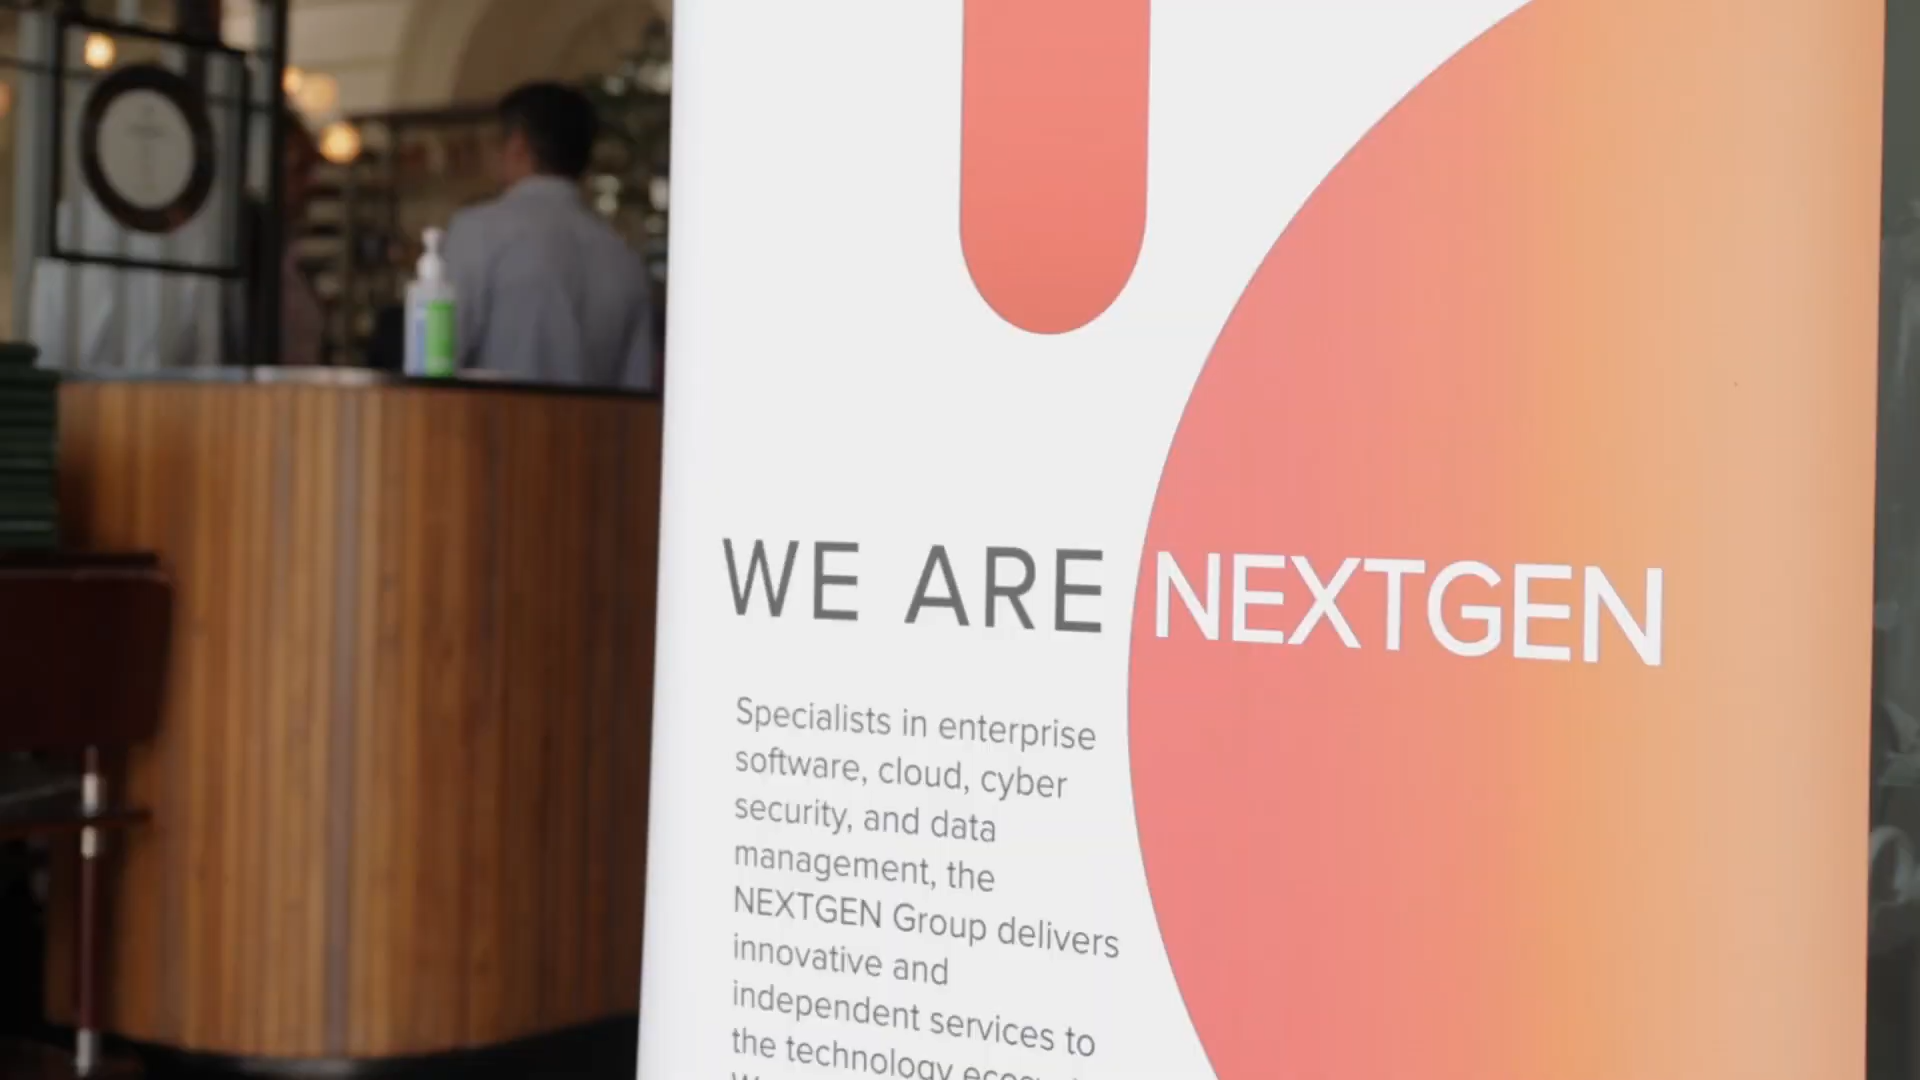 WE ARE NEXTGEN
Specialists in enterprise
software, cloud, cyber
security, and data
management, the
NEXTGEN Group delivers
innovative and
independent services to
the technology